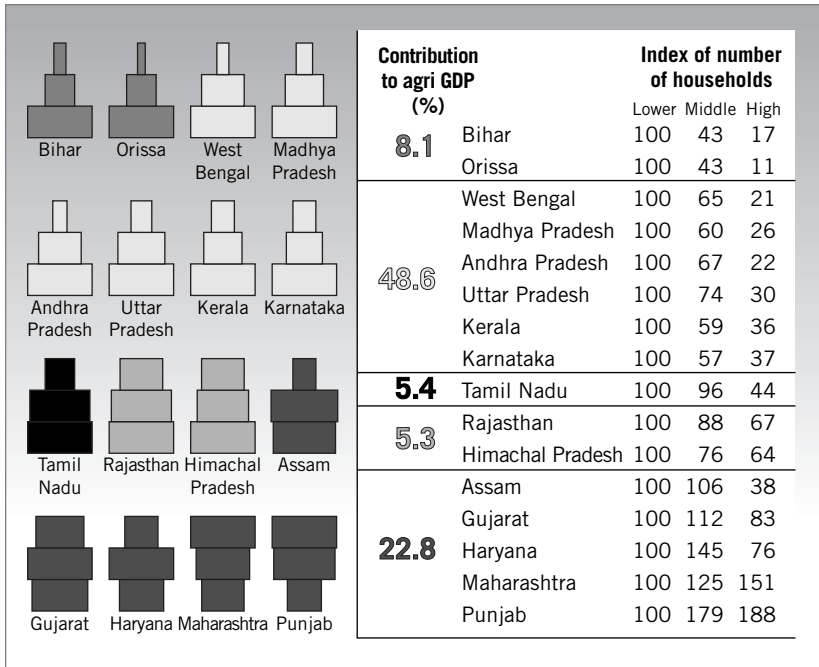 Bihar
Orissa
West
Bengal
Madhya
Pradesh
Andhra
Pradesh
Uttar
Pradesh
Kerala
Karnataka
Tamil
Nadu
Rajasthan
Himachal
Pradesh
Assam
Gujarat
Haryana
Maharashtra
Punjab
Contribution
to agri GDP
(%)
Index of number
of households
Lower Middle High
8.1
Bihar 100 43 17
Orissa 100 43 11
48.6
West Bengal 100 65 21
Madhya Pradesh 100 60 26
Andhra Pradesh 100 67 22
Uttar Pradesh 100 74 30
Kerala 100 59 36
Karnataka 100 57 37
5.4 Tamil Nadu 100 96 44
5.3
Rajasthan 100 88 67
Himachal Pradesh 100 76 64
22.8
Assam 100 106 38
Gujarat 100 112 83
Haryana 100 145 76
Maharashtra 100 125 151
Punjab 100 179 188